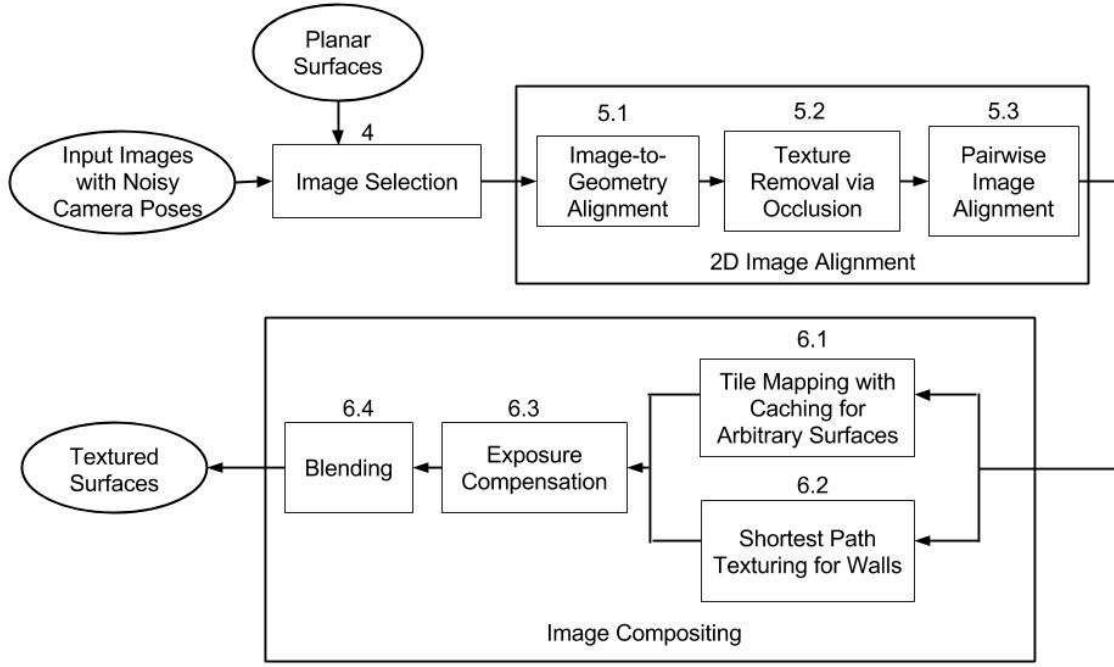 Planar
Surfaces
4
Input Images
with Noisy
Camera Poses
Image Selection
5.1
Image-to-
Geometry
Alignment
5.2
Texture
Removal via
Occlusion
5.3
Pairwise
Image
Alignment
2D Image Alignment
6.1
Tile Mapping with
Caching for
Arbitrary Surfaces
6.2
Shortest Path
Texturing for Walls
6.3
Exposure
Compensation
6.4
Blending
Textured
Surfaces
Image Compositing